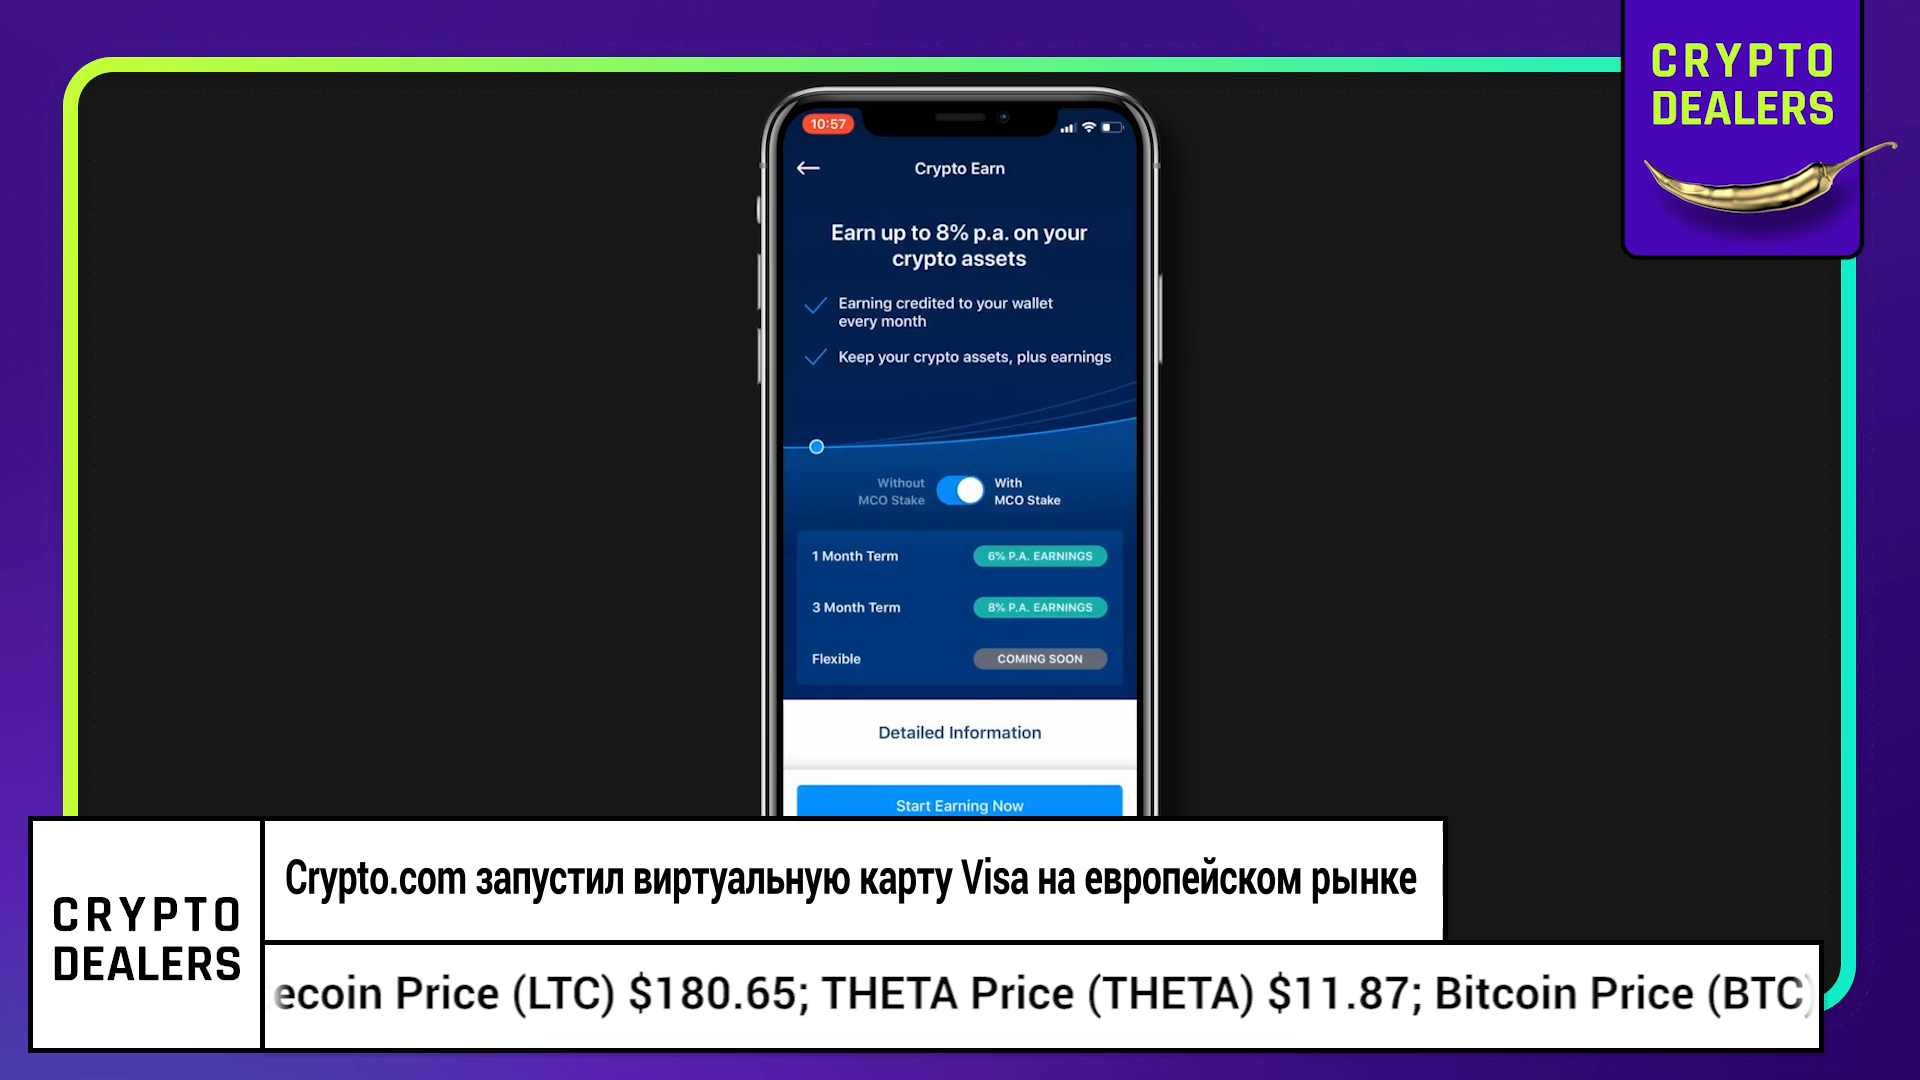 CRYPTO
DEALERS
10:57
Crypto Earn
Earn up to 8% p.a. on your
crypto assets
Earning credited to your wallet
every month
Keep your crypto assets, plus earnings
Without
MCO Stake
With
MCO Stake
1 Month Term
6% P.A. EARNINGS
3 Month Term
8% P.A. EARNINGS
Flexible
COMING SOON
Detailed Information
Start Earning Now
Crypto.com запустил виртуальную карту Visa на европейском рынке
CRYPTO
DEALERS
ecoin Price (LTC) $180.65; THETA Price (THETA) $11.87; Bitcoin Price (BTC)